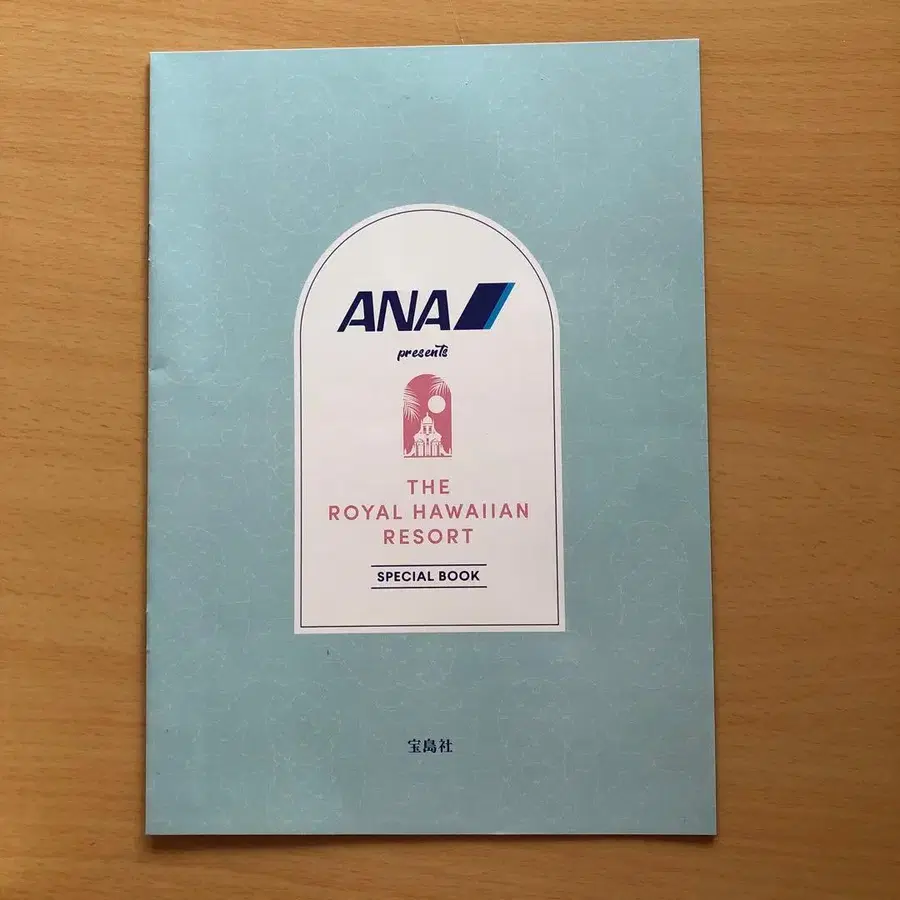 ANA
presents
THE
ROYAL HAWAIIAN
RESORT
SPECIAL BOOK
宝島社